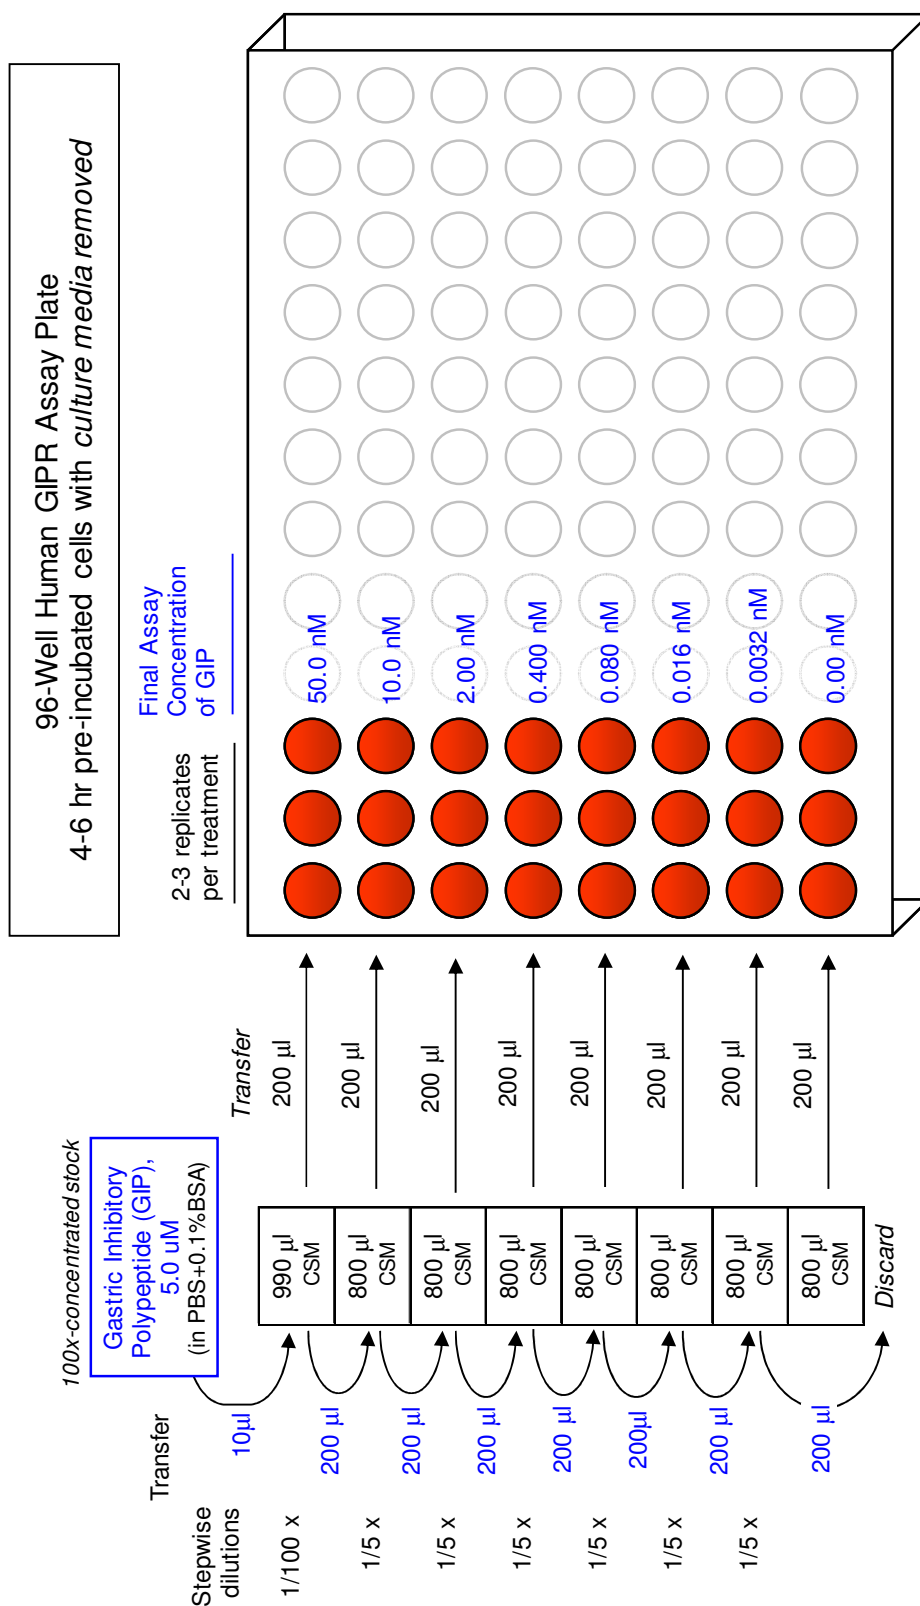 96-Well Human GIPR Assay Plate
4-6 hr pre-incubated cells with culture media removed
100x-concentrated stock
Gastric Inhibitory
Polypeptide (GIP),
5.0 uM
(in PBS+0.1%BSA)
Stepwise
dilutions
Transfer
Transfer
2-3 replicates
per treatment
Final Assay
Concentration
of GIP
1/100 x
10µl
990 µl
CSM
200 µl
50.0 nM
1/5 x
200 µl
800 µl
CSM
200 µl
10.0 nM
1/5 x
200 µl
800 µl
CSM
200 µl
2.00 nM
1/5 x
200 µl
800 µl
CSM
200 µl
0.400 nM
1/5 x
200 µl
800 µl
CSM
200 µl
0.080 nM
1/5 x
200µl
800 µl
CSM
200 µl
0.016 nM
1/5 x
200 µl
800 µl
CSM
200 µl
0.0032 nM
200 µl
800 µl
CSM
200 µl
0.00 nM
Discard